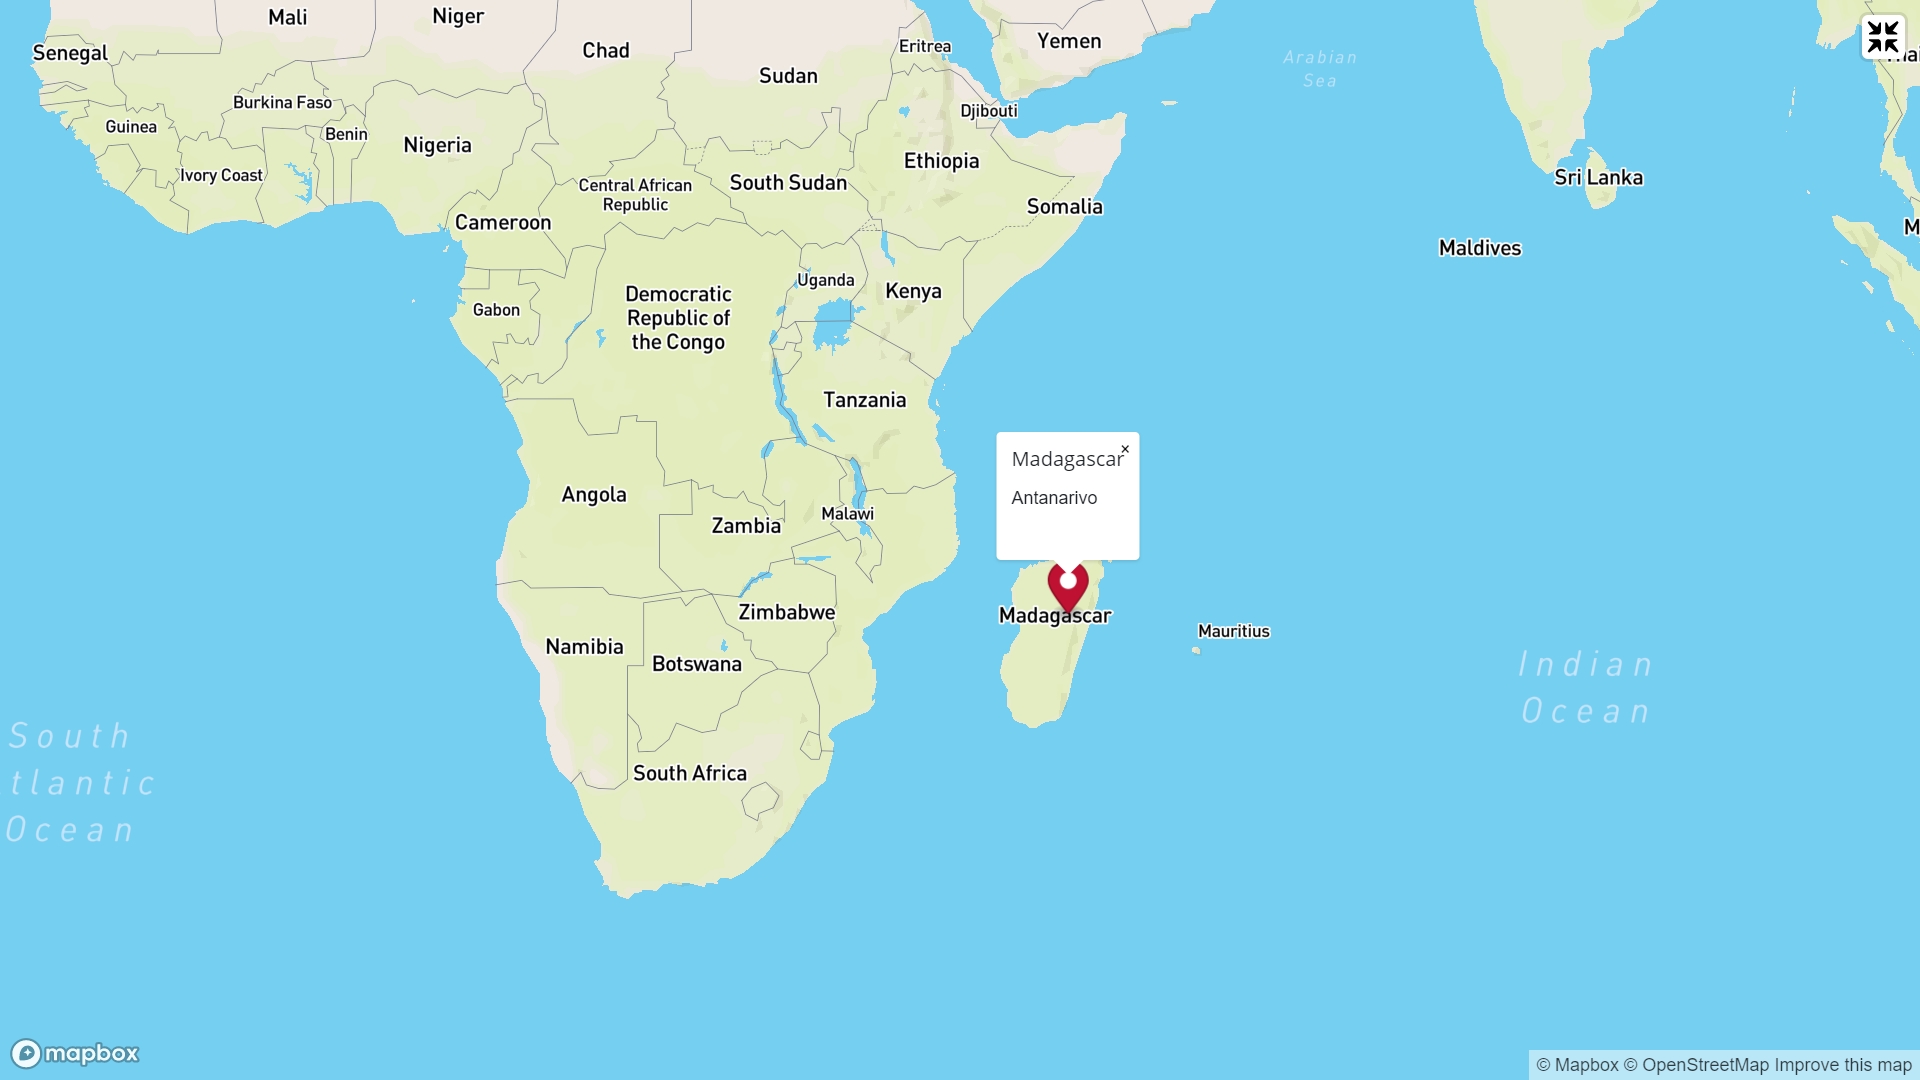 Mali
Niger
Senegal
Chad
Eritrea
Yemen
Arabian
Sea
Sudan
Burkina Faso
Djibouti
Guinea
Benin
Nigeria
Ethiopia
Ivory Coast
Central African
Republic
South Sudan
Sri Lanka
Somalia
Cameroon
Maldives
Uganda
Kenya
Gabon
Democratic
Republic of
the Congo
Tanzania
Madagascar
×
Antanarivo
Angola
Zambia
Malawi
Zimbabwe
Madagascar
Mauritius
Namibia
Botswana
Indian
Ocean
South
tlantic
Ocean
South Africa
mapbox
© Mapbox © OpenStreetMap Improve this map